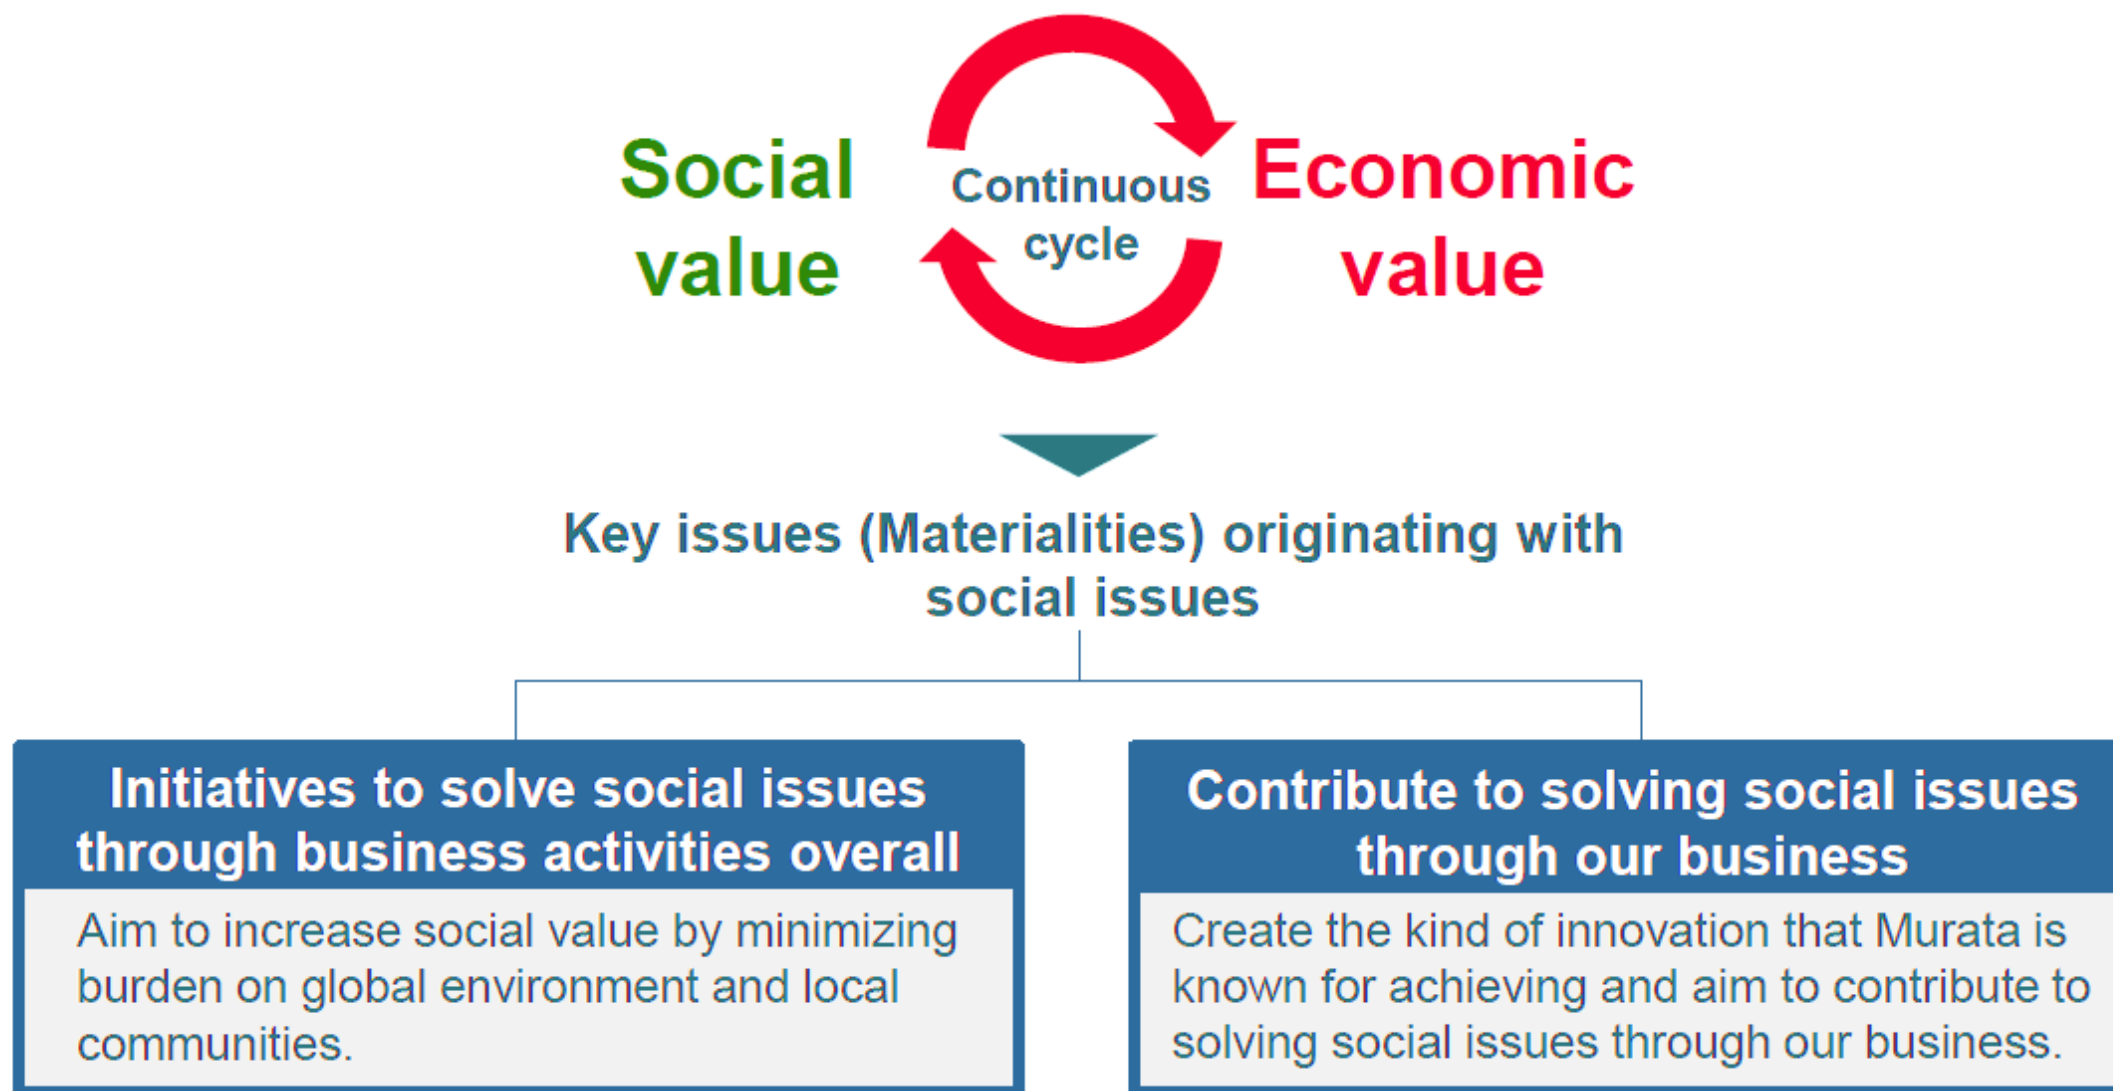 Social
value
Continuous
cycle
Economic
value
Key issues (Materialities) originating with
social issues
Initiatives to solve social issues
through business activities overall
Aim to increase social value by minimizing
burden on global environment and local
communities.
Contribute to solving social issues
through our business
Create the kind of innovation that Murata is
known for achieving and aim to contribute to
solving social issues through our business.